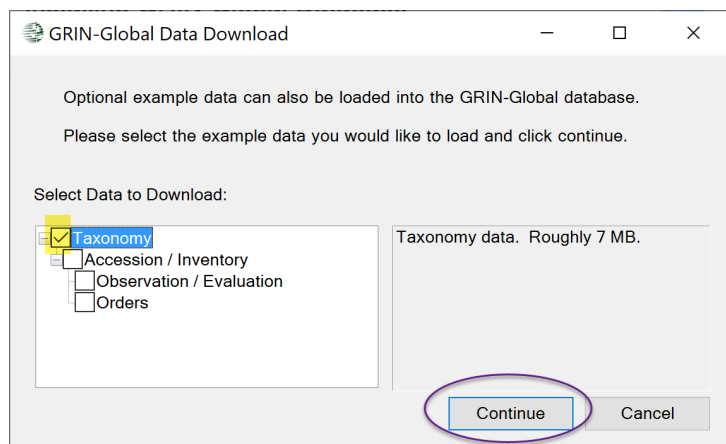 GRIN-Global Data Download
Optional example data can also be loaded into the GRIN-Global database.
Please select the example data you would like to load and click continue.
Select Data to Download:
Taxonomy
Accession / Inventory
Observation / Evaluation
Orders
Taxonomy data. Roughly 7 MB.
Continue
Cancel